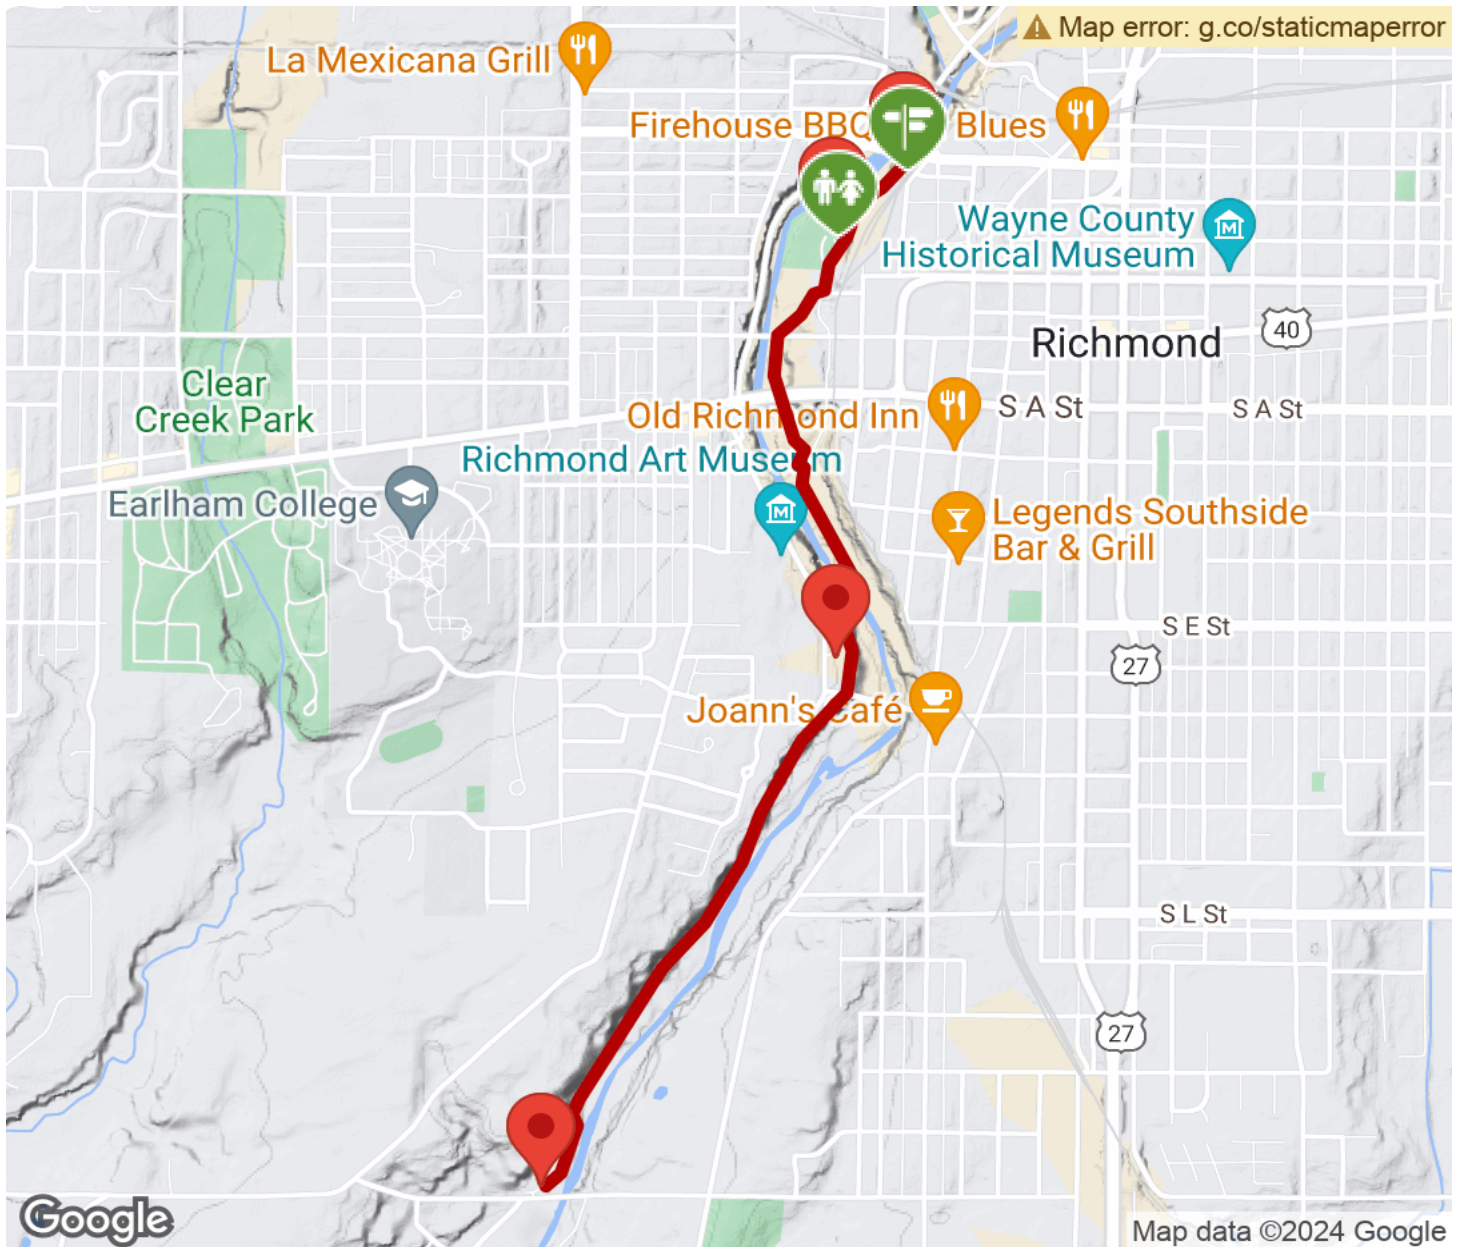 Map error: g.co/staticmaperror
La Mexicana Grill
Firehouse BBQ Blues
Wayne County
Historical Museum
40
Richmond
Clear
Creek Park
Old Richmond Inn
S A St
S A St
Richmond Art Museum
Earlham College
Legends Southside
Bar & Grill
S E St
27
Joann's Café
S L St
27
Google
Map data ©2024 Google